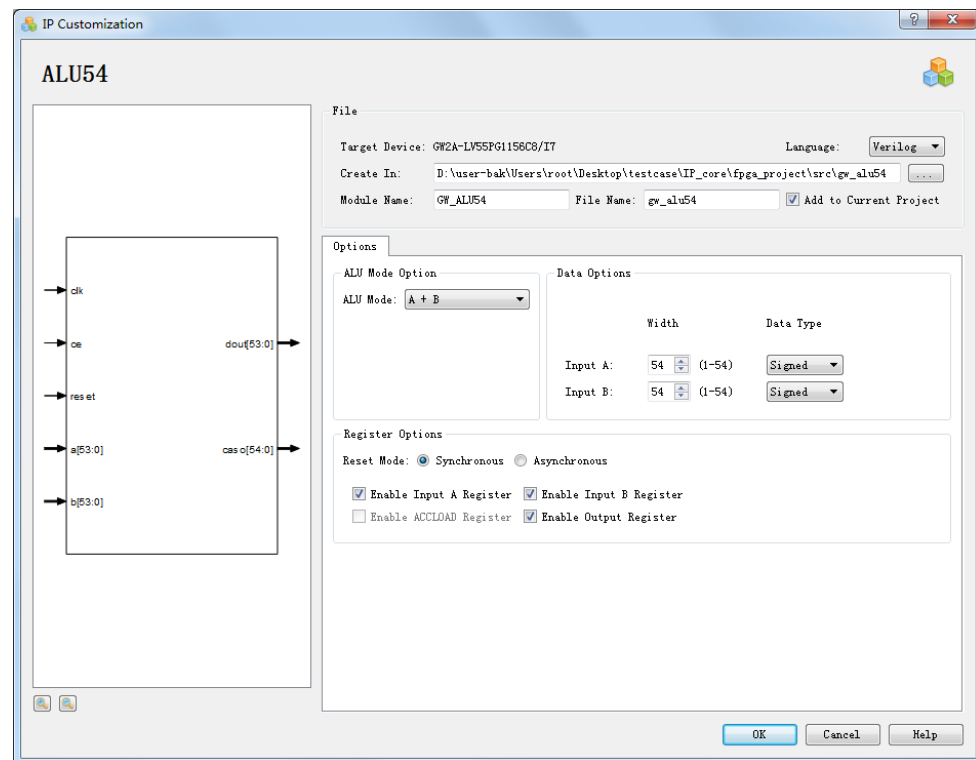 IP Customization
ALU54
File
Target Device: GW2A-LV55PG1156C8/I7 Language: Verilog
Create In: D:\user-bak\Users\root\Desktop\testcase\IP_core\fpga_project\src\gw_alu54 ...
Module Name: GW_ALU54 File Name: gw_alu54 Add to Current Project
Options
ALU Mode Option
ALU Mode: A + B
Data Options
Width Data Type
Input A: 54 (1-54) Signed
Input B: 54 (1-54) Signed
Register Options
Reset Mode: Synchronous Asynchronous
Enable Input A Register Enable Input B Register
Enable ACCLOAD Register Enable Output Register
clk
ce dout[53:0]
reset
a[53:0] caso[54:0]
b[53:0]
OK Cancel Help